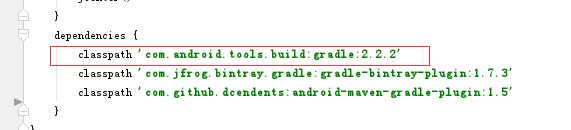 }
dependencies {
classpath 'com.android.tools.build:gradle:2.2.2'
classpath 'com.jfrog.bintray.gradle:gradle-bintray-plugin:1.7.3'
classpath 'com.github.dcendents:android-maven-gradle-plugin:1.5'
}